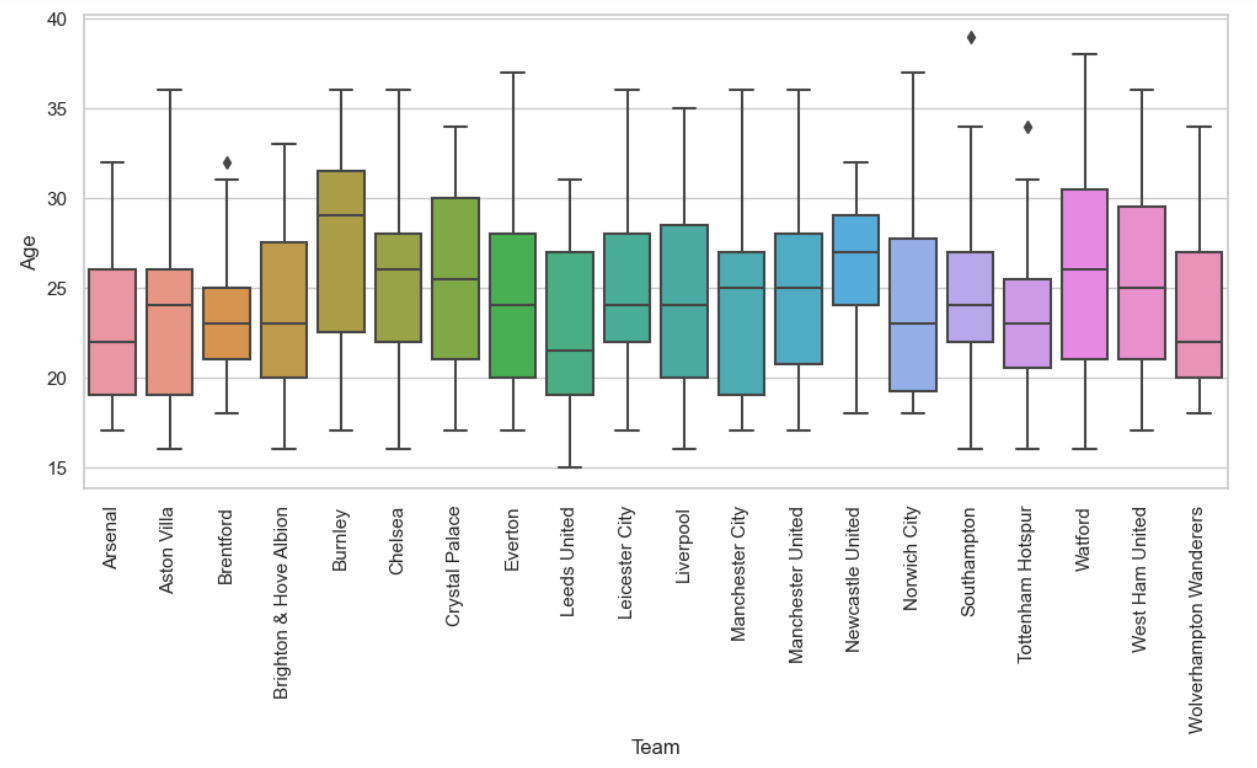 40
35
30
25
20
15
Age
Arsenal
Aston Villa
Brentford
Brighton & Hove Albion
Burnley
Chelsea
Crystal Palace
Everton
Leeds United
Leicester City
Liverpool
Manchester City
Manchester United
Newcastle United
Norwich City
Southampton
Tottenham Hotspur
Watford
West Ham United
Wolverhampton Wanderers
Team